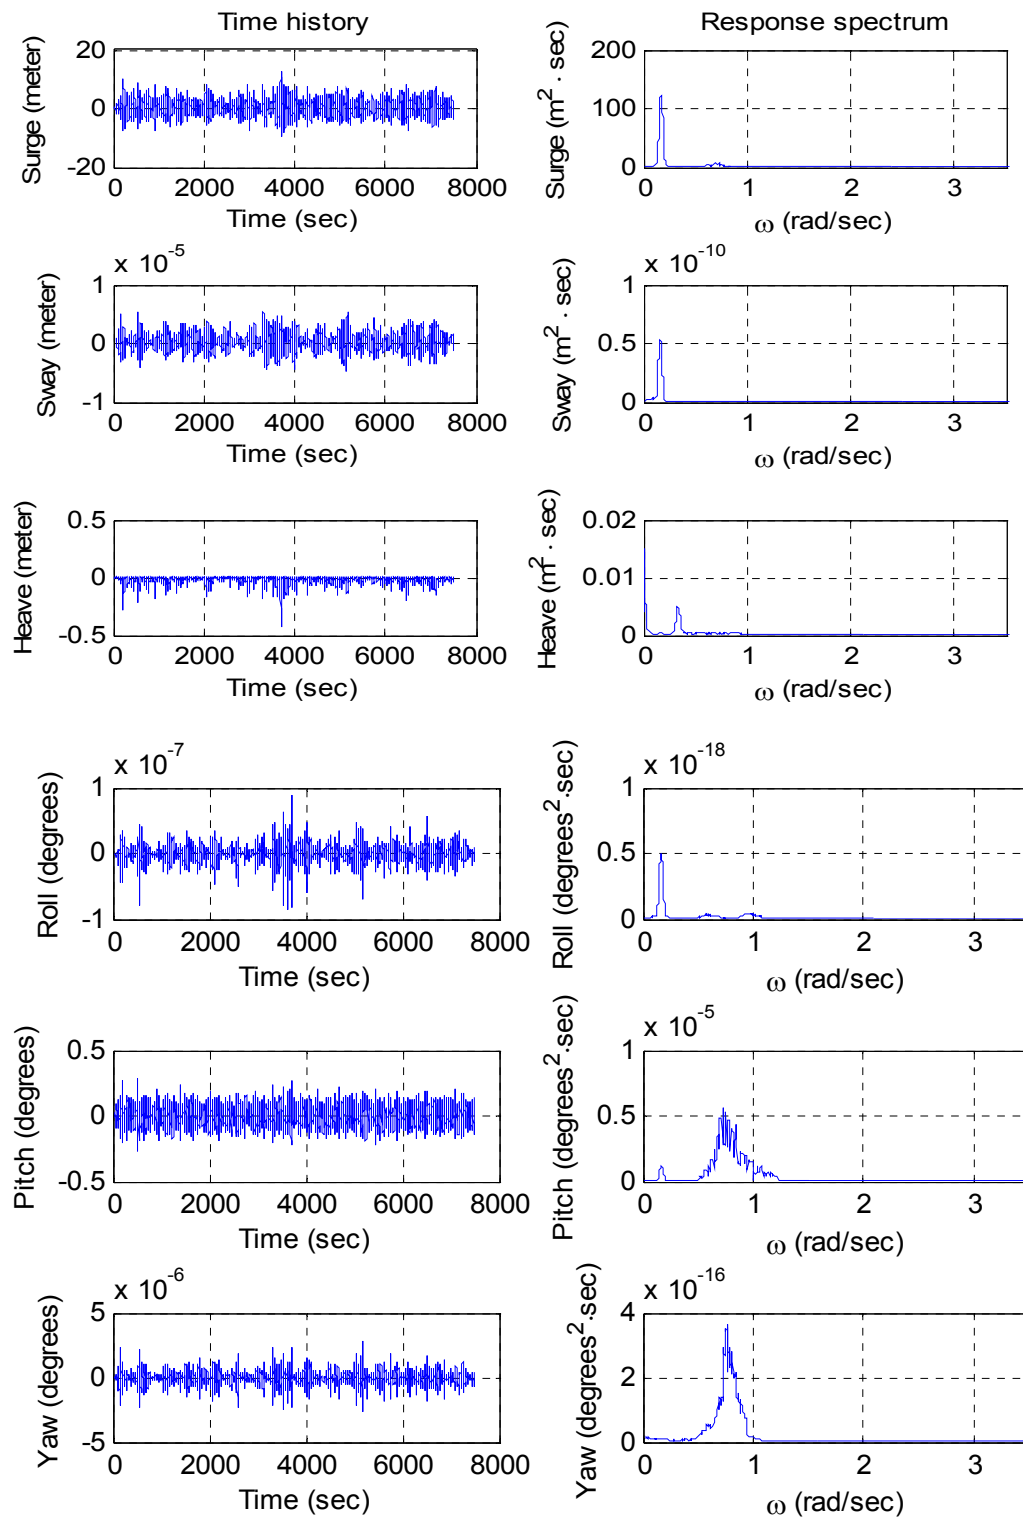 Time history
Response spectrum
Surge (meter)
20
0
-20
0 2000 4000 6000 8000
Time (sec)
Surge (m² · sec)
200
100
0
0 1 2 3
ω (rad/sec)
x 10⁻⁵
Sway (meter)
1
0
-1
0 2000 4000 6000 8000
Time (sec)
x 10⁻¹⁰
Sway (m² · sec)
1
0.5
0
0 1 2 3
ω (rad/sec)
Heave (meter)
0.5
0
-0.5
0 2000 4000 6000 8000
Time (sec)
Heave (m² · sec)
0.02
0.01
0
0 1 2 3
ω (rad/sec)
x 10⁻⁷
Roll (degrees)
1
0
-1
0 2000 4000 6000 8000
Time (sec)
x 10⁻¹⁸
Roll (degrees²·sec)
1
0.5
0
0 1 2 3
ω (rad/sec)
Pitch (degrees)
0.5
0
-0.5
0 2000 4000 6000 8000
Time (sec)
x 10⁻⁵
Pitch (degrees²·sec)
1
0.5
0
0 1 2 3
ω (rad/sec)
x 10⁻⁶
Yaw (degrees)
5
0
-5
0 2000 4000 6000 8000
Time (sec)
x 10⁻¹⁶
Yaw (degrees²·sec)
4
2
0
0 1 2 3
ω (rad/sec)